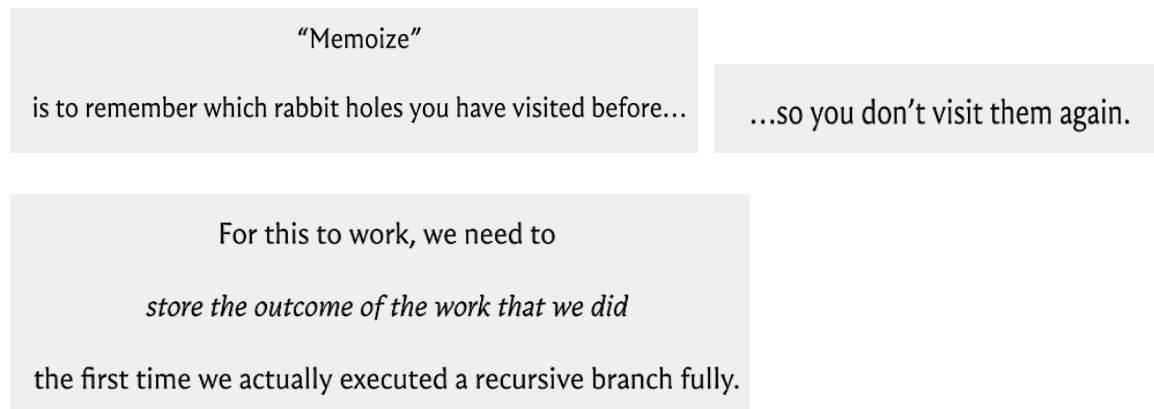 “Memoize”
is to remember which rabbit holes you have visited before…
…so you don’t visit them again.
For this to work, we need to
store the outcome of the work that we did
the first time we actually executed a recursive branch fully.